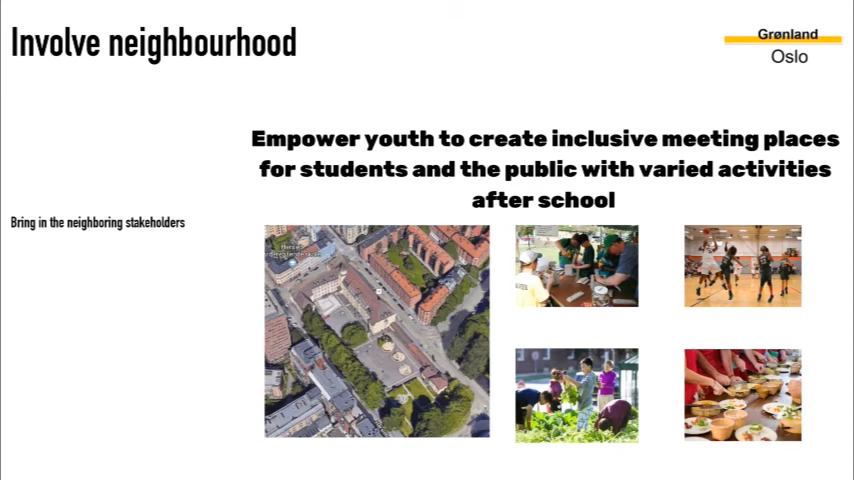 Involve neighbourhood
Grønland
Oslo
Empower youth to create inclusive meeting places
for students and the public with varied activities
after school
Bring in the neighboring stakeholders